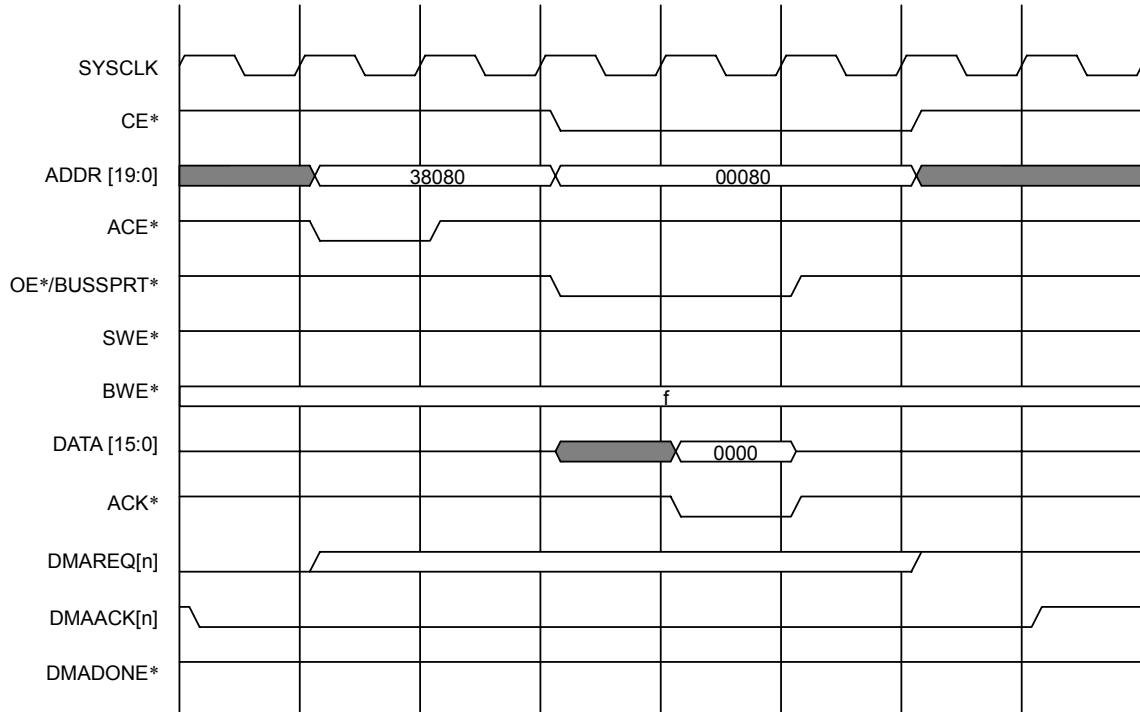 SYSCLK
CE*
ADDR [19:0]
38080
00080
ACE*
OE*/BUSSPRT*
SWE*
BWE*
f
DATA [15:0]
0000
ACK*
DMAREQ[n]
DMAACK[n]
DMADONE*